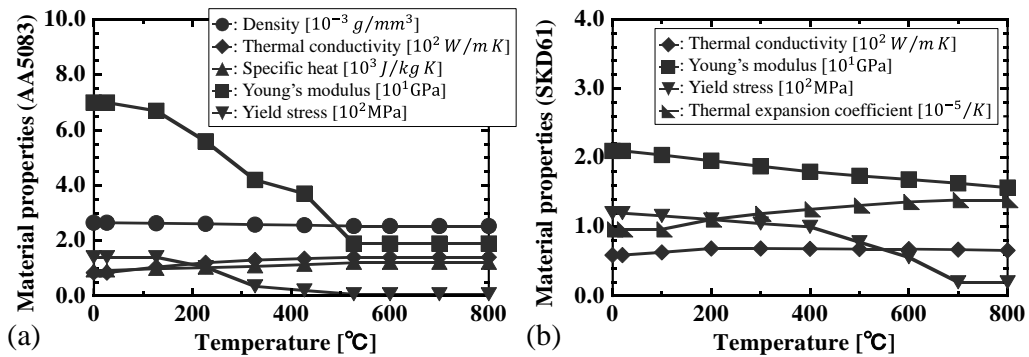 Material properties (AA5083)
8.0
6.0
4.0
2.0
0.0
: Density [10⁻³ g/mm³]
: Thermal conductivity [10² W/m K]
: Specific heat [10³ J/kg K]
: Young's modulus [10¹GPa]
: Yield stress [10²MPa]
0 200 400 600 800
Temperature [℃]
(a)
Material properties (SKD61)
4.0
3.0
2.0
1.0
0.0
: Thermal conductivity [10² W/m K]
: Young's modulus [10¹GPa]
: Yield stress [10²MPa]
: Thermal expansion coefficient [10⁻⁵/K]
0 200 400 600 800
Temperature [℃]
(b)